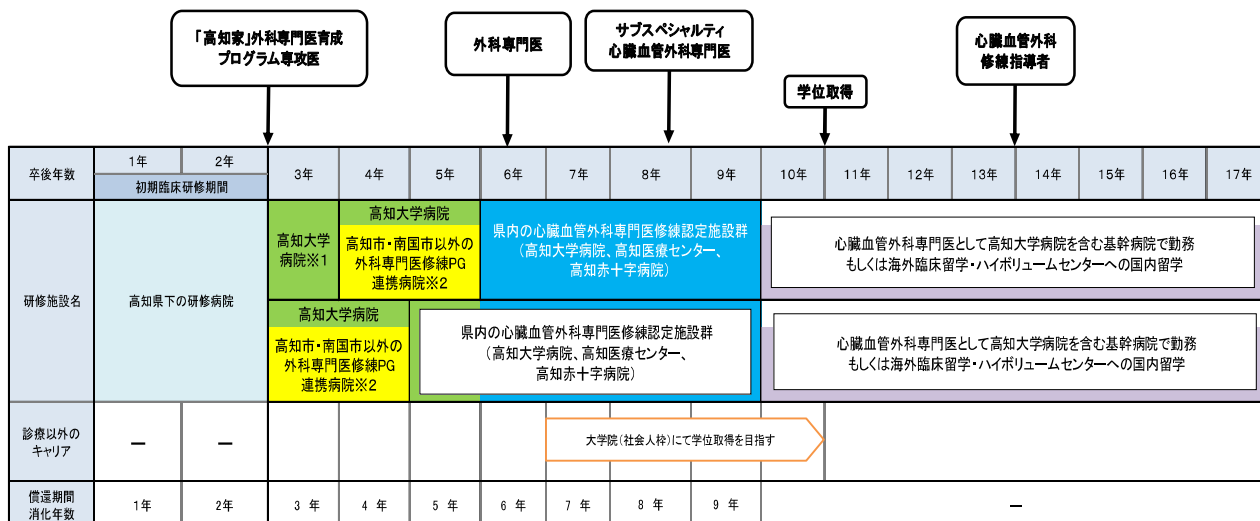 「高知家」外科専門医育成
プログラム専攻医
外科専門医
サブスペシャルティ
心臓血管外科専門医
学位取得
心臓血管外科
修練指導者
卒後年数
1年
2年
初期臨床研修期間
3年
4年
5年
6年
7年
8年
9年
10年
11年
12年
13年
14年
15年
16年
17年
研修施設名
高知県下の研修病院
高知大学
病院※1
高知大学病院
高知市・南国市以外の
外科専門医修練PG
連携病院※2
県内の心臓血管外科専門医修練認定施設群
(高知大学病院、高知医療センター、
高知赤十字病院)
心臓血管外科専門医として高知大学病院を含む基幹病院で勤務
もしくは海外臨床留学・ハイボリュームセンターへの国内留学
高知大学病院
高知市・南国市以外の
外科専門医修練PG
連携病院※2
県内の心臓血管外科専門医修練認定施設群
(高知大学病院、高知医療センター、
高知赤十字病院)
心臓血管外科専門医として高知大学病院を含む基幹病院で勤務
もしくは海外臨床留学・ハイボリュームセンターへの国内留学
診療以外の
キャリア
―
―
大学院(社会人枠)にて学位取得を目指す
償還期間
消化年数
1年
2年
3 年
4 年
5 年
6 年
7 年
8 年
9 年
―